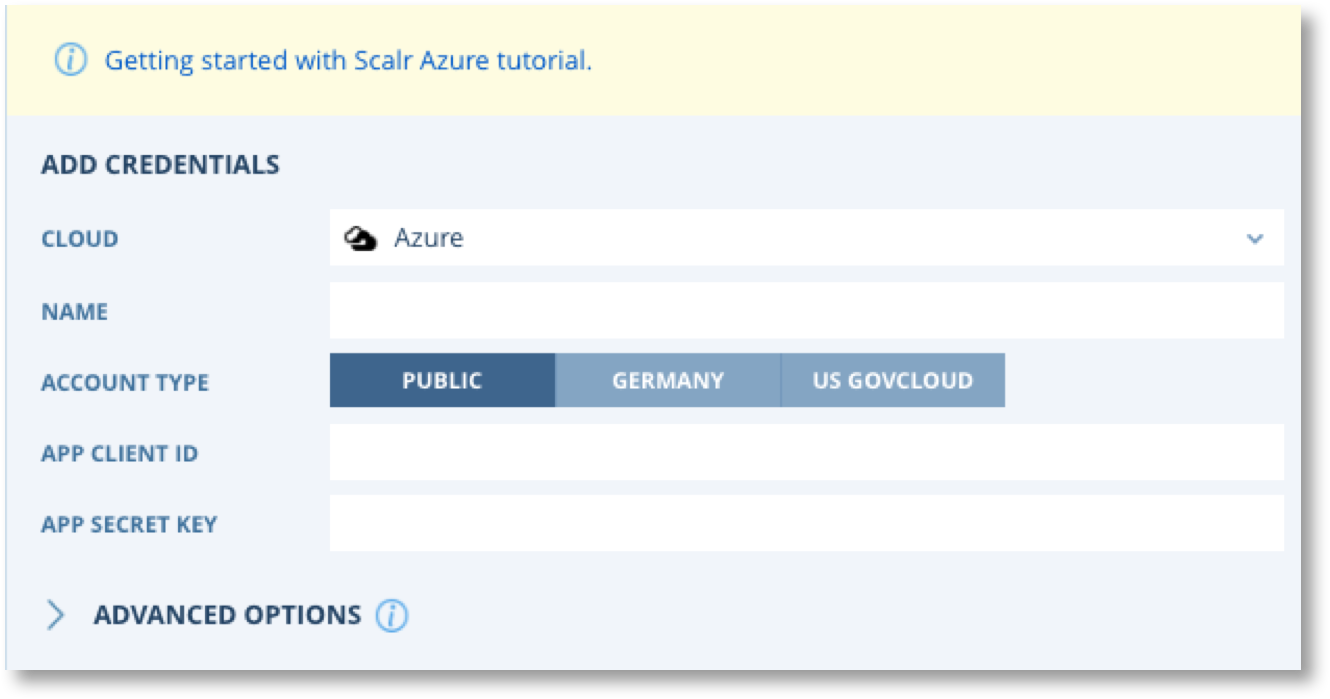 Getting started with Scalr Azure tutorial.
ADD CREDENTIALS
CLOUD Azure
NAME
ACCOUNT TYPE PUBLIC GERMANY US GOVCLOUD
APP CLIENT ID
APP SECRET KEY
ADVANCED OPTIONS